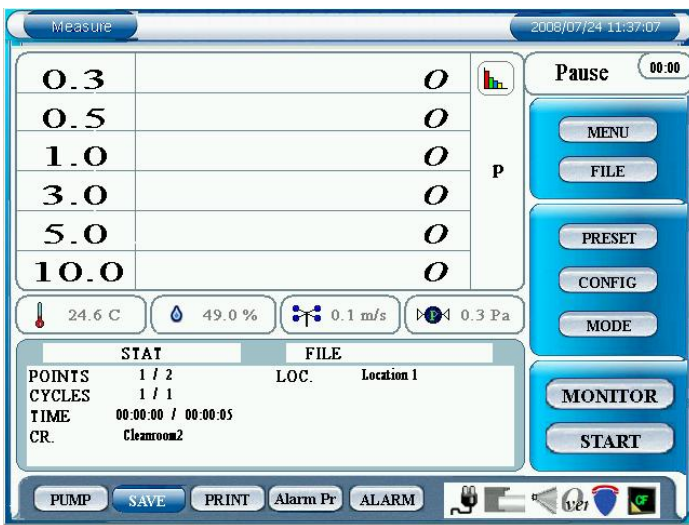 Measure 2008/07/24 11:37:07
0.3 0
0.5 0
1.0 0
3.0 0
5.0 0
10.0 0
P
Pause 00:00
MENU
FILE
PRESET
CONFIG
MODE
MONITOR
START
24.6 C 49.0 % 0.1 m/s P 0.3 Pa
STAT FILE
POINTS 1 / 2 LOC. Location 1
CYCLES 1 / 1
TIME 00:00:00 / 00:00:05
CR. Cleanroom2
PUMP SAVE PRINT Alarm Pr ALARM Over CF